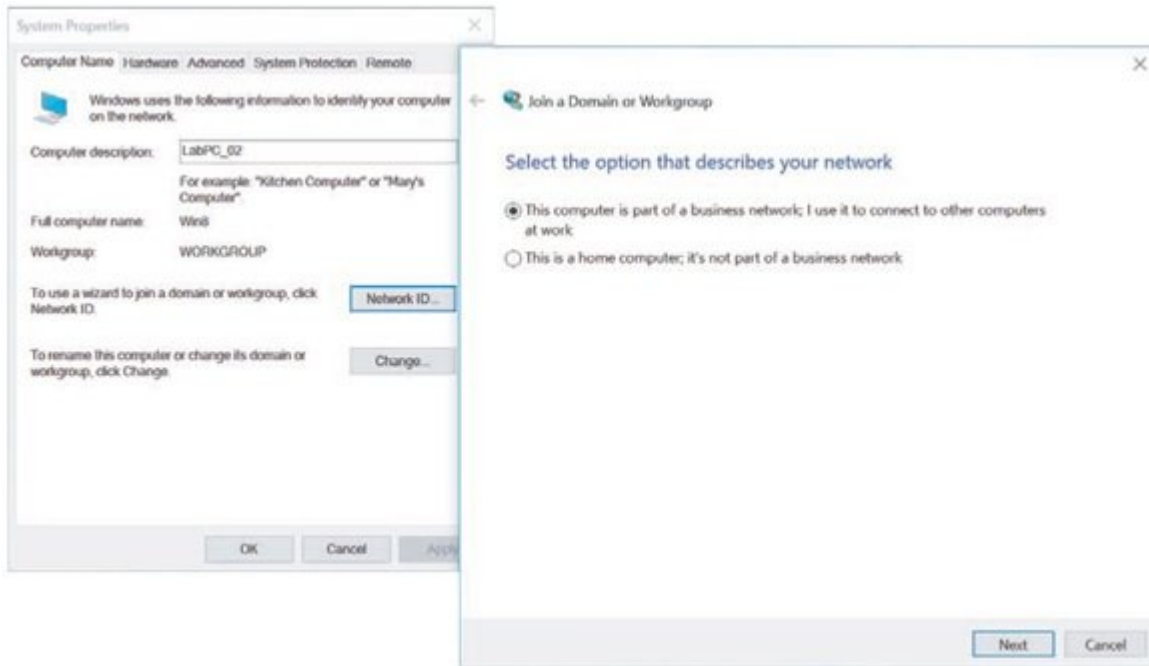 System Properties
Computer Name Hardware Advanced System Protection Remote
Windows uses the following information to identify your computer
on the network.
Computer description: LabPC_02
For example: "Kitchen Computer" or "Mary's
Computer".
Full computer name: Win8
Workgroup: WORKGROUP
To use a wizard to join a domain or workgroup, click
Network ID.
Network ID...
To rename this computer or change its domain or
workgroup, click Change.
Change...
OK Cancel Apply
Join a Domain or Workgroup
Select the option that describes your network
This computer is part of a business network; I use it to connect to other computers
at work
This is a home computer; it's not part of a business network
Next Cancel